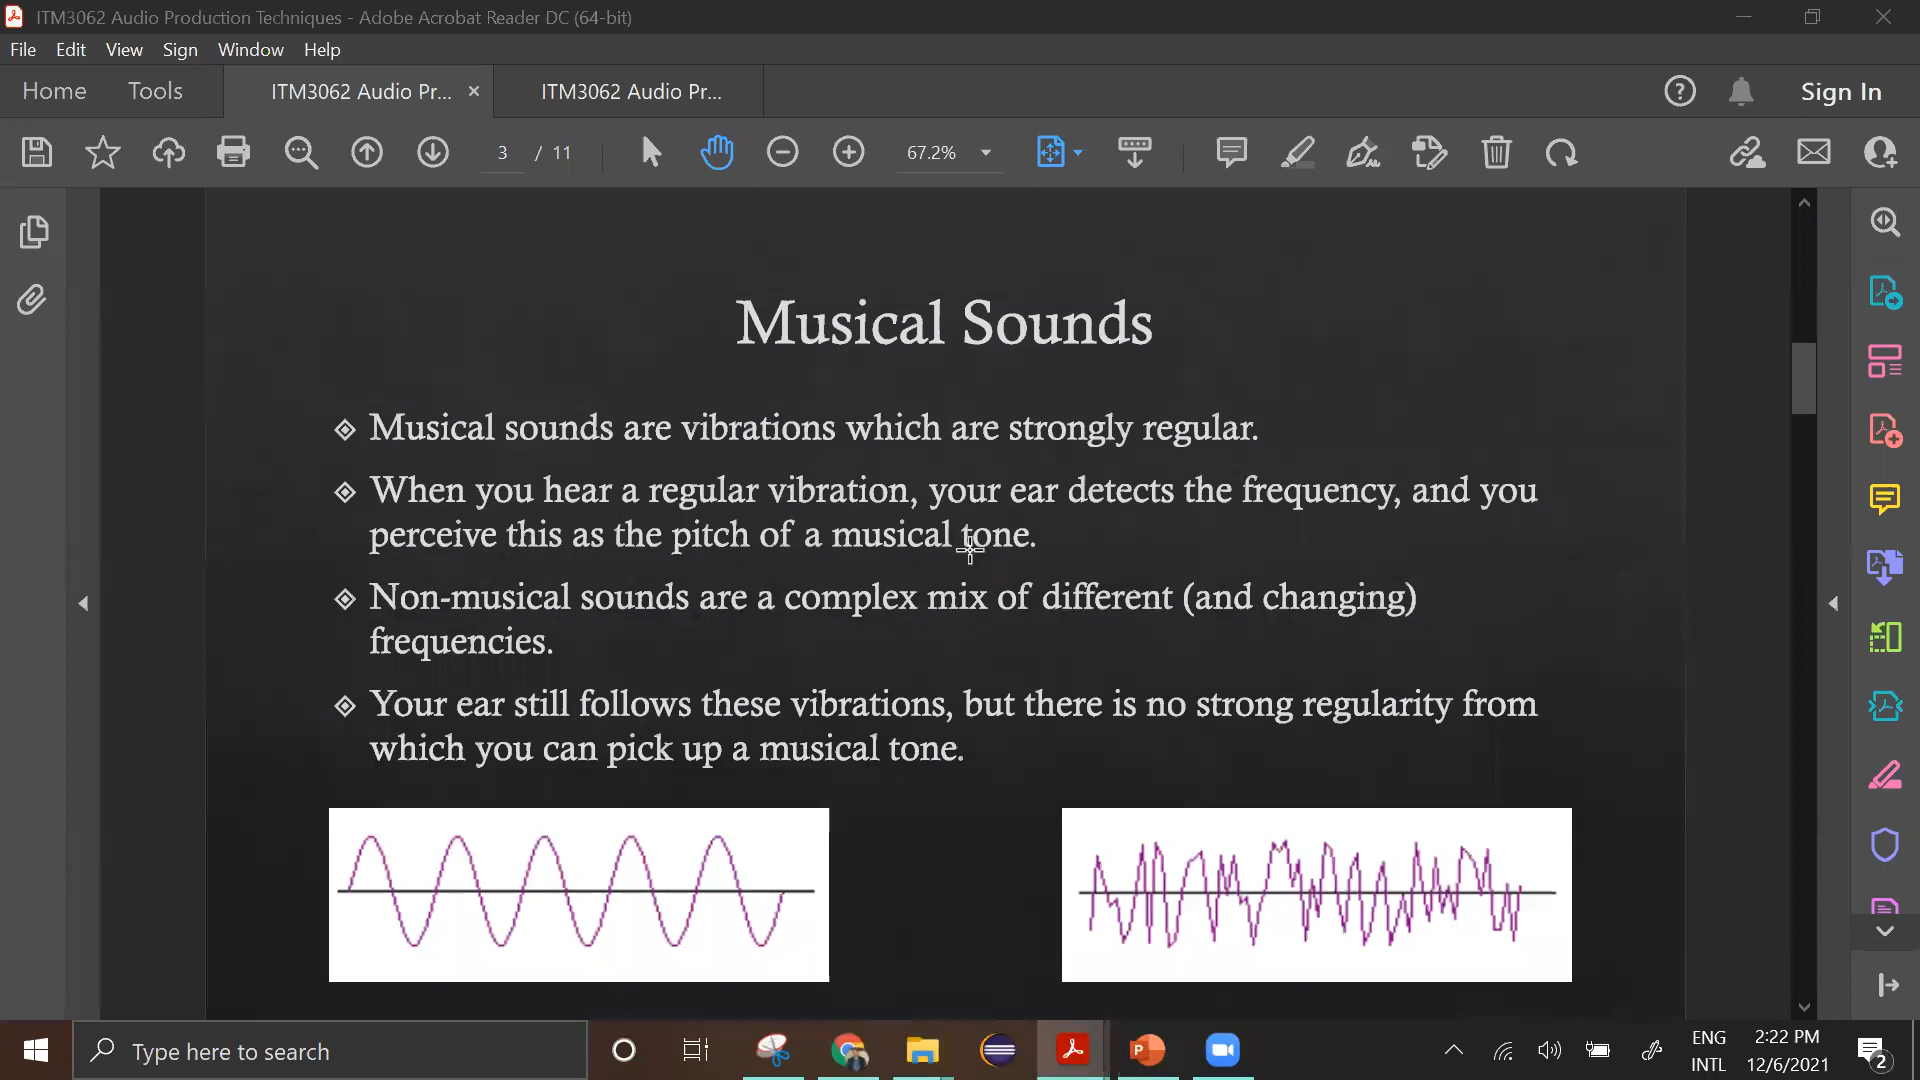 ITM3062 Audio Production Techniques - Adobe Acrobat Reader DC (64-bit)
File Edit View Sign Window Help
Home Tools ITM3062 Audio Pr... × ITM3062 Audio Pr... Sign In
3 / 11 67.2%
Musical Sounds
Musical sounds are vibrations which are strongly regular.
When you hear a regular vibration, your ear detects the frequency, and you
perceive this as the pitch of a musical tone.
Non-musical sounds are a complex mix of different (and changing)
frequencies.
Your ear still follows these vibrations, but there is no strong regularity from
which you can pick up a musical tone.
Type here to search
ENG 2:22 PM
INTL 12/6/2021 2